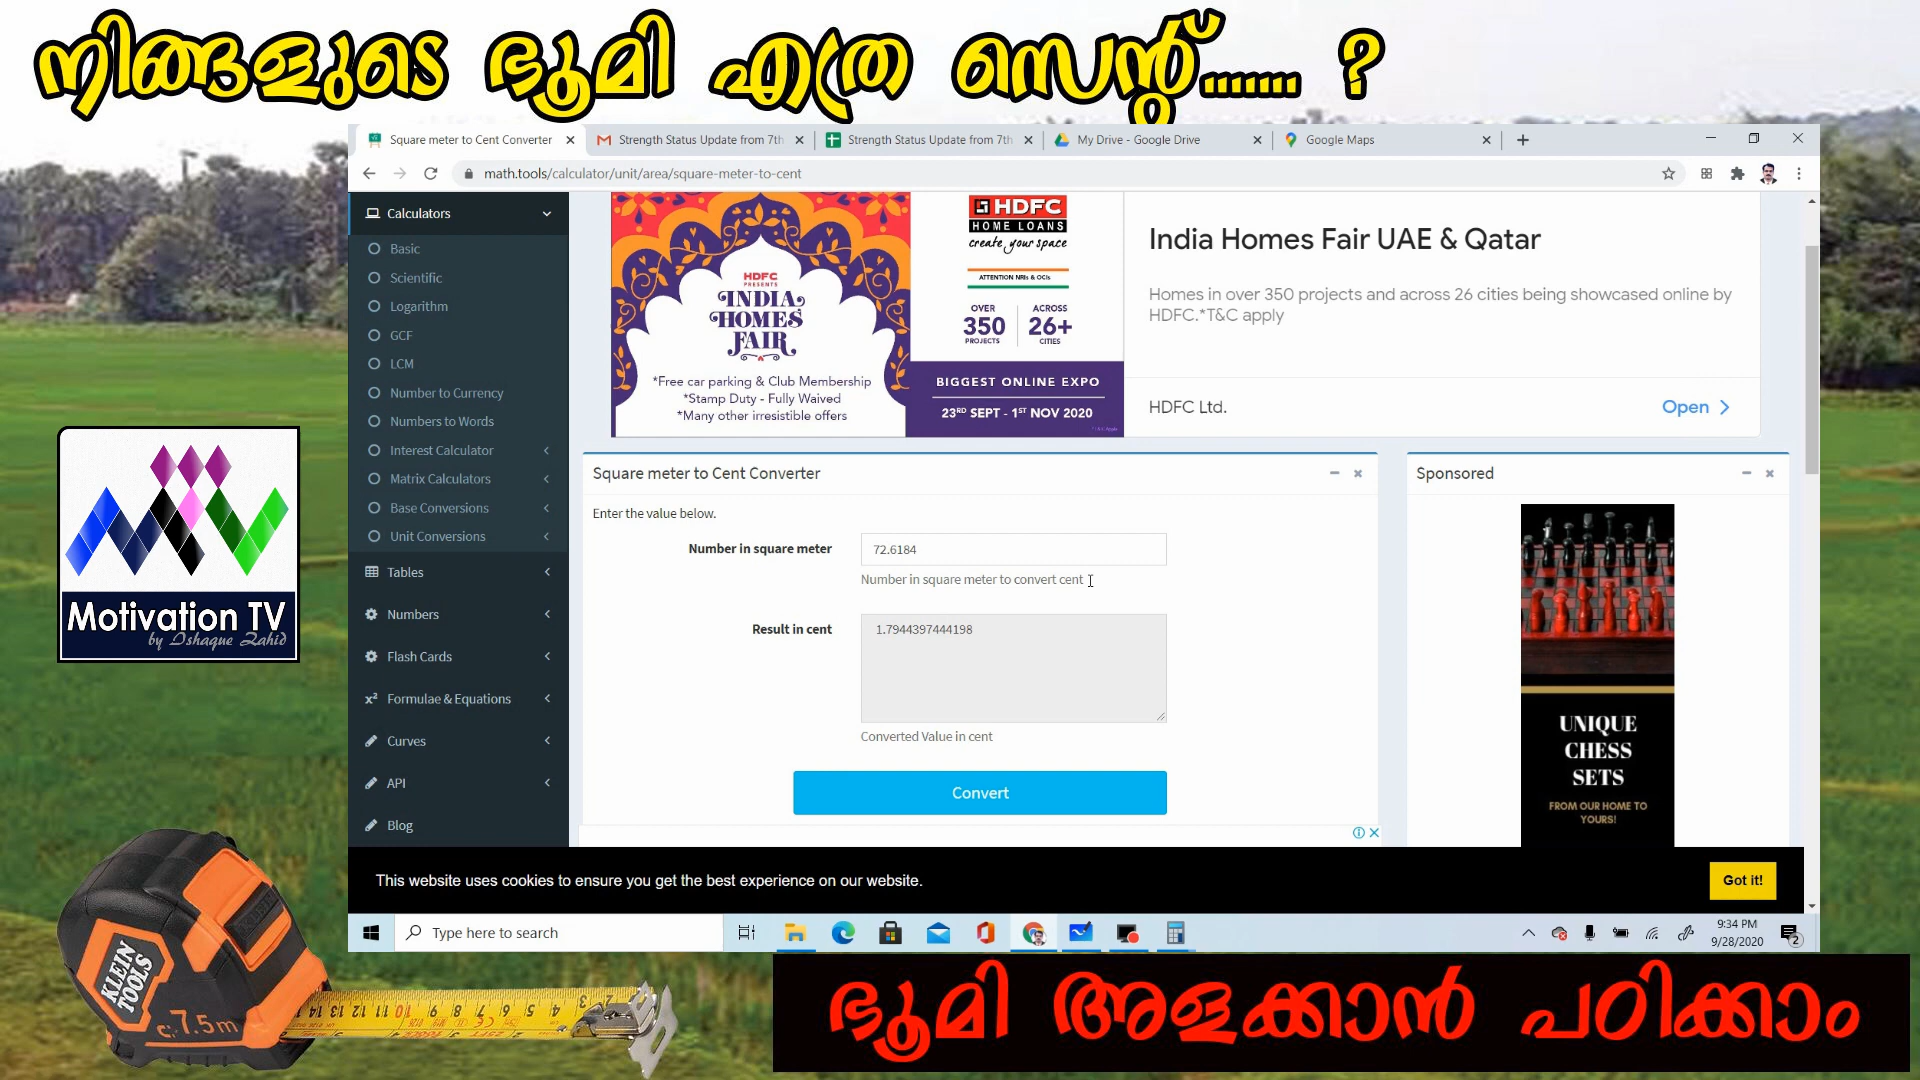 നിങ്ങളുടെ ഭൂമി എത്ര സെന്റ്....... ?
Square meter to Cent Converter
Strength Status Update from 7th
Strength Status Update from 7th
My Drive - Google Drive
Google Maps
math.tools/calculator/unit/area/square-meter-to-cent
Calculators
Basic
Scientific
Logarithm
GCF
LCM
Number to Currency
Numbers to Words
Interest Calculator
Matrix Calculators
Base Conversions
Unit Conversions
Tables
Numbers
Flash Cards
x² Formulae & Equations
Curves
API
Blog
HDFC
PRESENTS
INDIA
HOMES
FAIR
*Free car parking & Club Membership
*Stamp Duty - Fully Waived
*Many other irresistible offers
HDFC
HOME LOANS
create, your space
ATTENTION NRIs & OCIs
OVER
350
PROJECTS
ACROSS
26+
CITIES
BIGGEST ONLINE EXPO
23RD SEPT - 1ST NOV 2020
India Homes Fair UAE & Qatar
Homes in over 350 projects and across 26 cities being showcased online by
HDFC.*T&C apply
HDFC Ltd.
Open
Square meter to Cent Converter
Enter the value below.
Number in square meter
72.6184
Number in square meter to convert cent
Result in cent
1.7944397444198
Converted Value in cent
Convert
Sponsored
UNIQUE
CHESS
SETS
FROM OUR HOME TO
YOURS!
This website uses cookies to ensure you get the best experience on our website.
Got it!
Type here to search
9:34 PM
9/28/2020
2
Motivation TV
by Ishaque Zahid
KLEIN
TOOLS
7.5m
ഭൂമി അളക്കാൻ പഠിക്കാം